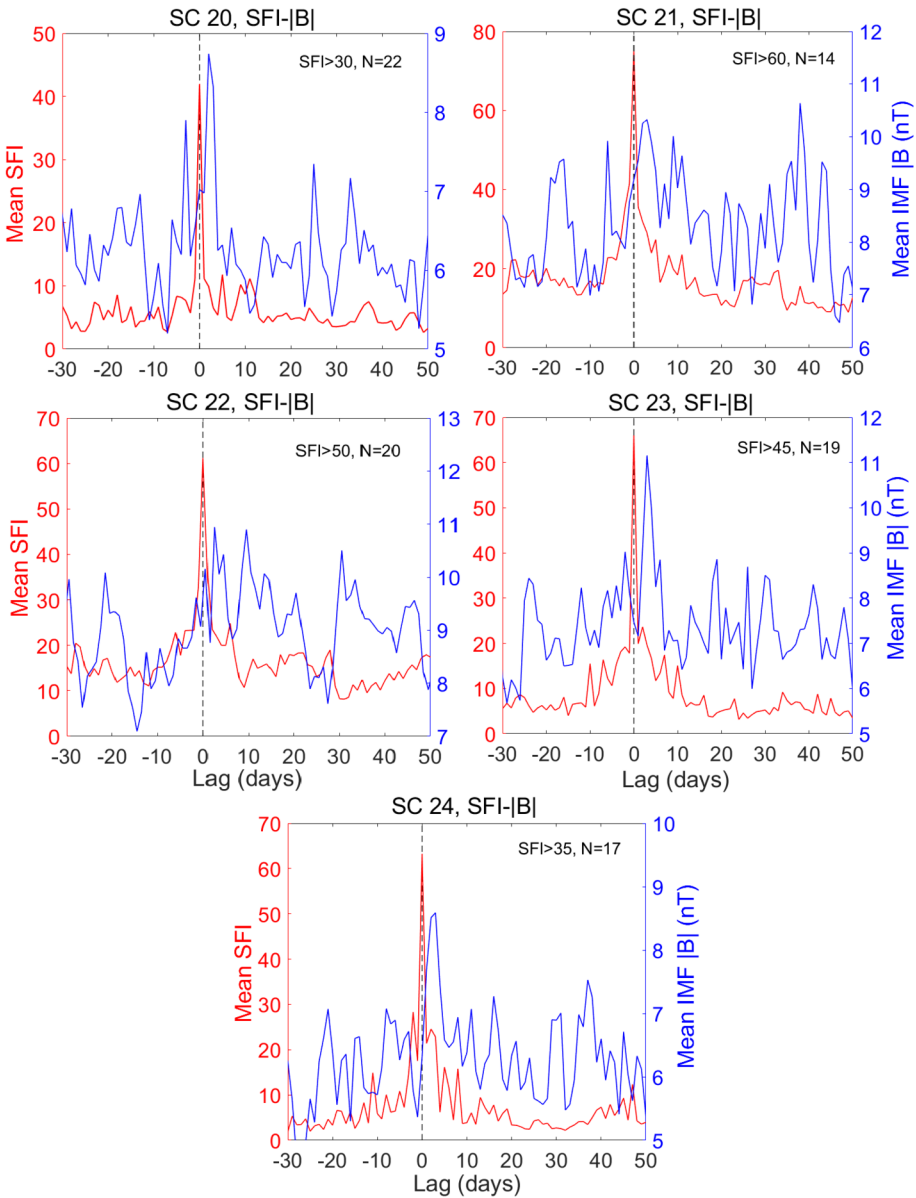 SC 20, SFI-|B|
SFI>30, N=22
Mean SFI
50
40
30
20
10
0
9
8
7
6
5
-30 -20 -10 0 10 20 30 40 50
SC 21, SFI-|B|
SFI>60, N=14
80
60
40
20
0
12
11
10
9
8
7
6
Mean IMF |B (nT)
-30 -20 -10 0 10 20 30 40 50
SC 22, SFI-|B|
SFI>50, N=20
Mean SFI
70
60
50
40
30
20
10
0
13
12
11
10
9
8
7
-30 -20 -10 0 10 20 30 40 50
Lag (days)
SC 23, SFI-|B|
SFI>45, N=19
70
60
50
40
30
20
10
0
12
11
10
9
8
7
6
5
Mean IMF |B| (nT)
-30 -20 -10 0 10 20 30 40 50
Lag (days)
SC 24, SFI-|B|
SFI>35, N=17
Mean SFI
70
60
50
40
30
20
10
0
10
9
8
7
6
5
Mean IMF |B| (nT)
-30 -20 -10 0 10 20 30 40 50
Lag (days)